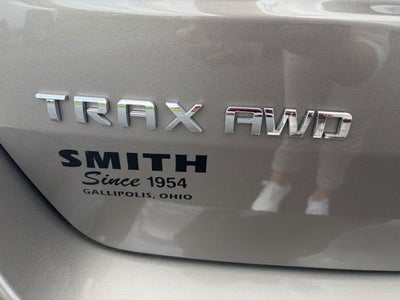 TRAX AWD
SMITH
Since 1954
GALLIPOLIS, OHIO